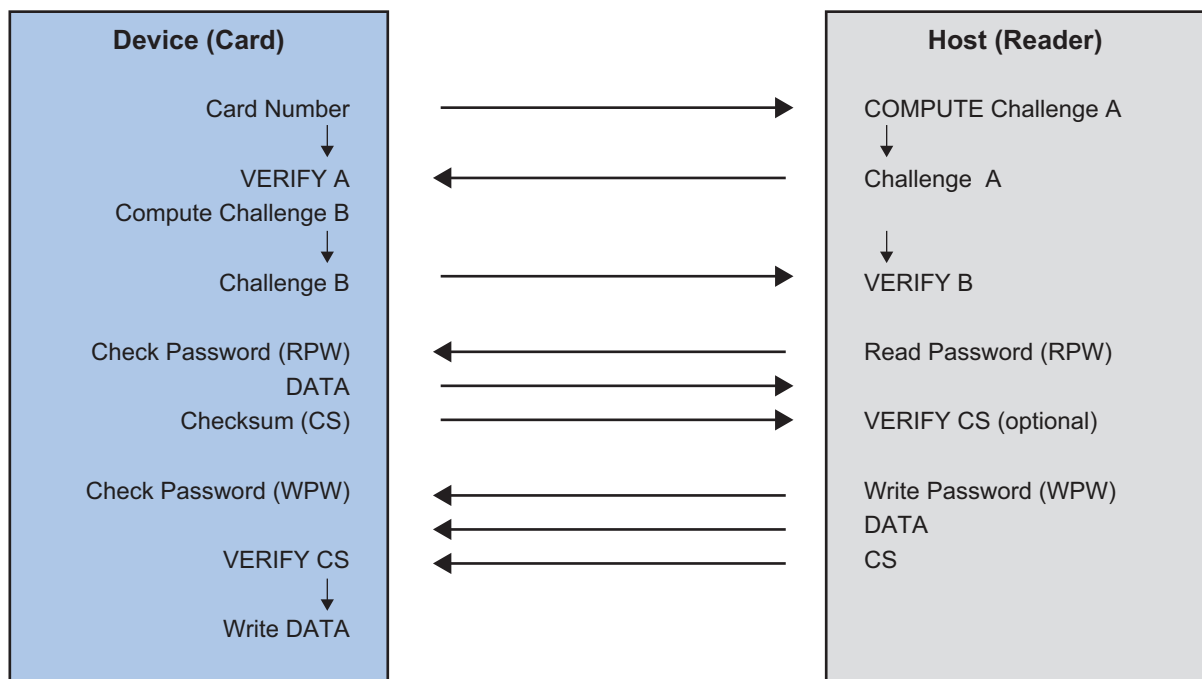 Device (Card)
Host (Reader)
Card Number
COMPUTE Challenge A
VERIFY A
Challenge A
Compute Challenge B
Challenge B
VERIFY B
Check Password (RPW)
Read Password (RPW)
DATA
Checksum (CS)
VERIFY CS (optional)
Check Password (WPW)
Write Password (WPW)
DATA
VERIFY CS
CS
Write DATA